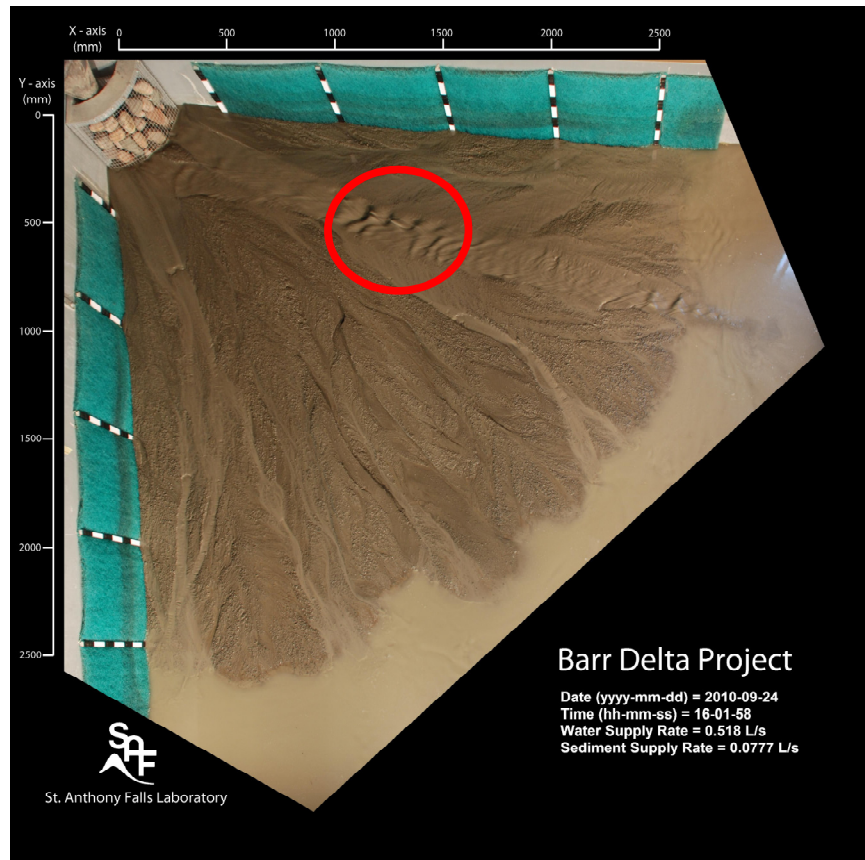 X - axis
(mm)
0
500
1000
1500
2000
2500
Y - axis
(mm)
0
500
1000
1500
2000
2500
Barr Delta Project
Date (yyyy-mm-dd) = 2010-09-24
Time (hh-mm-ss) = 16-01-58
Water Supply Rate = 0.518 L/s
Sediment Supply Rate = 0.0777 L/s
SAF
St. Anthony Falls Laboratory